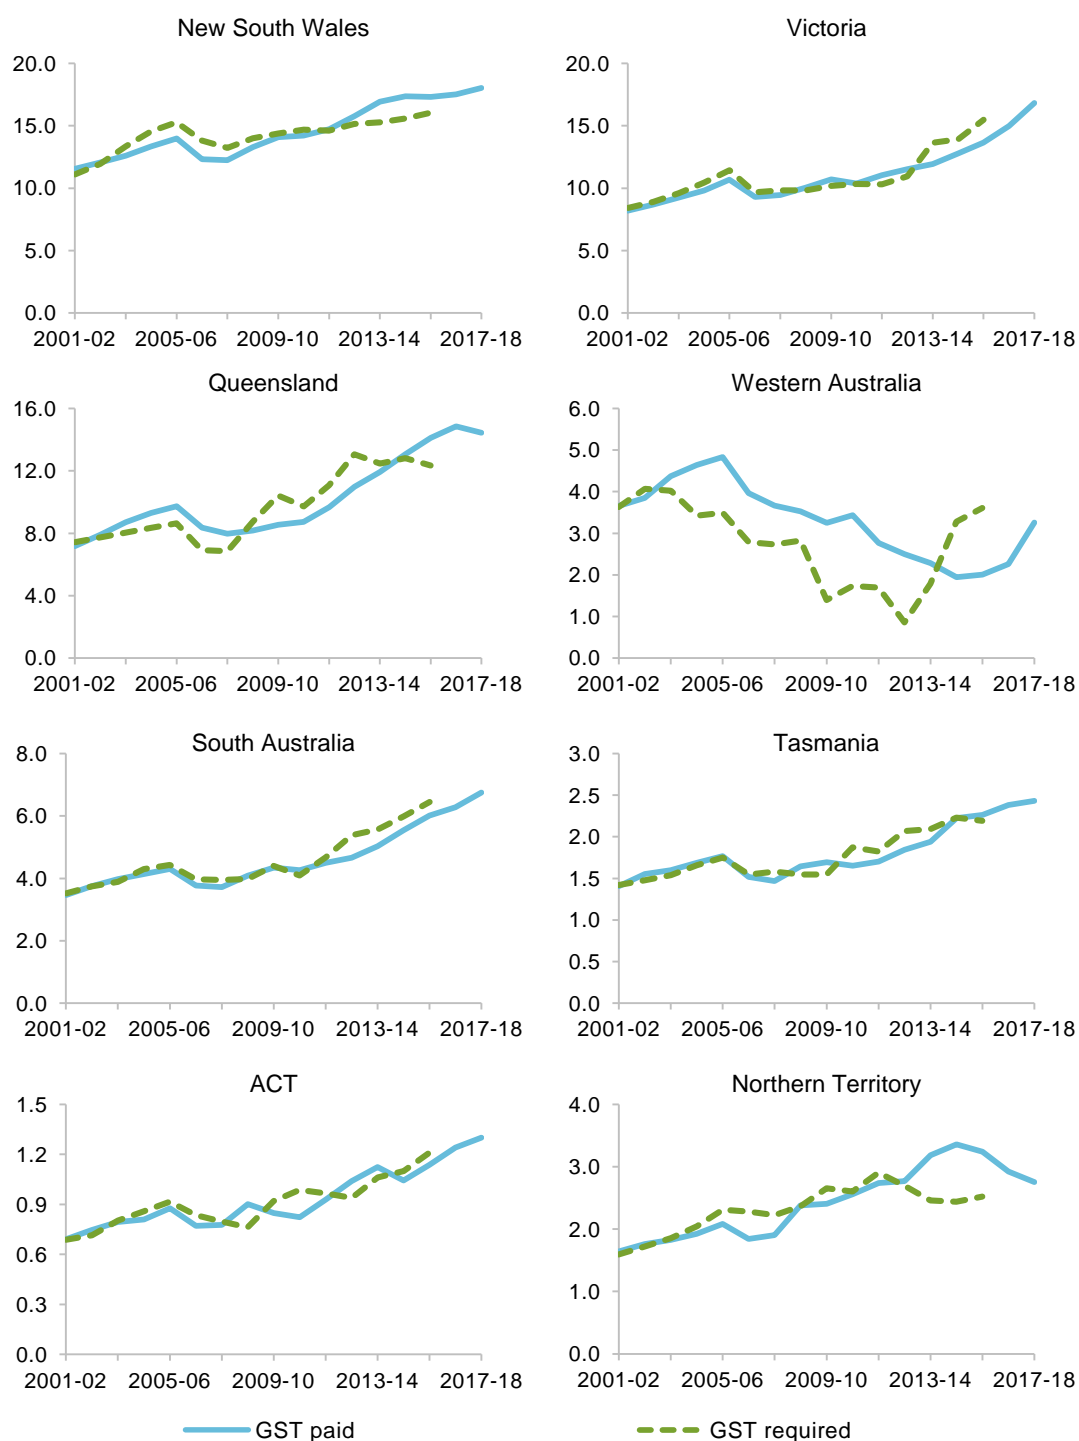 New South Wales
20.0
15.0
10.0
5.0
0.0
2001-02 2005-06 2009-10 2013-14 2017-18
Victoria
20.0
15.0
10.0
5.0
0.0
2001-02 2005-06 2009-10 2013-14 2017-18
Queensland
16.0
12.0
8.0
4.0
0.0
2001-02 2005-06 2009-10 2013-14 2017-18
Western Australia
6.0
5.0
4.0
3.0
2.0
1.0
0.0
2001-02 2005-06 2009-10 2013-14 2017-18
South Australia
8.0
6.0
4.0
2.0
0.0
2001-02 2005-06 2009-10 2013-14 2017-18
Tasmania
3.0
2.5
2.0
1.5
1.0
0.5
0.0
2001-02 2005-06 2009-10 2013-14 2017-18
ACT
1.5
1.2
0.9
0.6
0.3
0.0
2001-02 2005-06 2009-10 2013-14 2017-18
Northern Territory
4.0
3.0
2.0
1.0
0.0
2001-02 2005-06 2009-10 2013-14 2017-18
GST paid
GST required